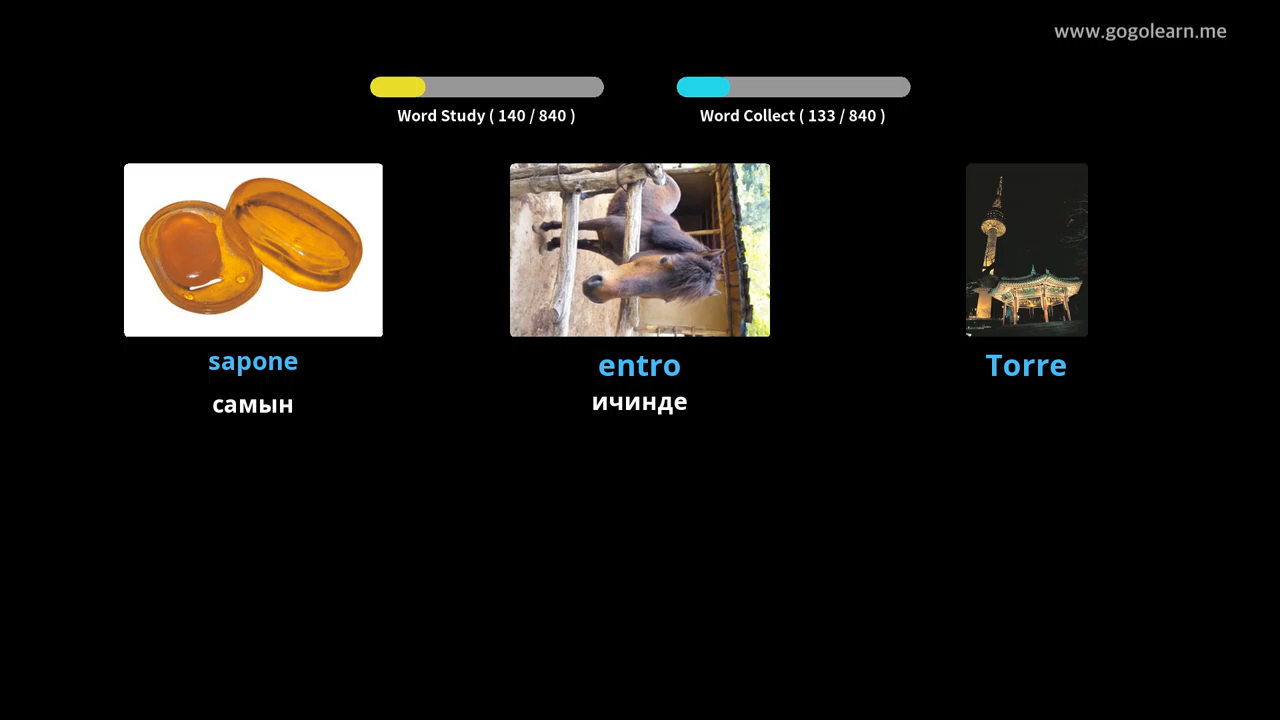 www.gogolearn.me
Word Study ( 140 / 840 )
Word Collect ( 133 / 840 )
sapone
самын
entro
ичинде
Torre